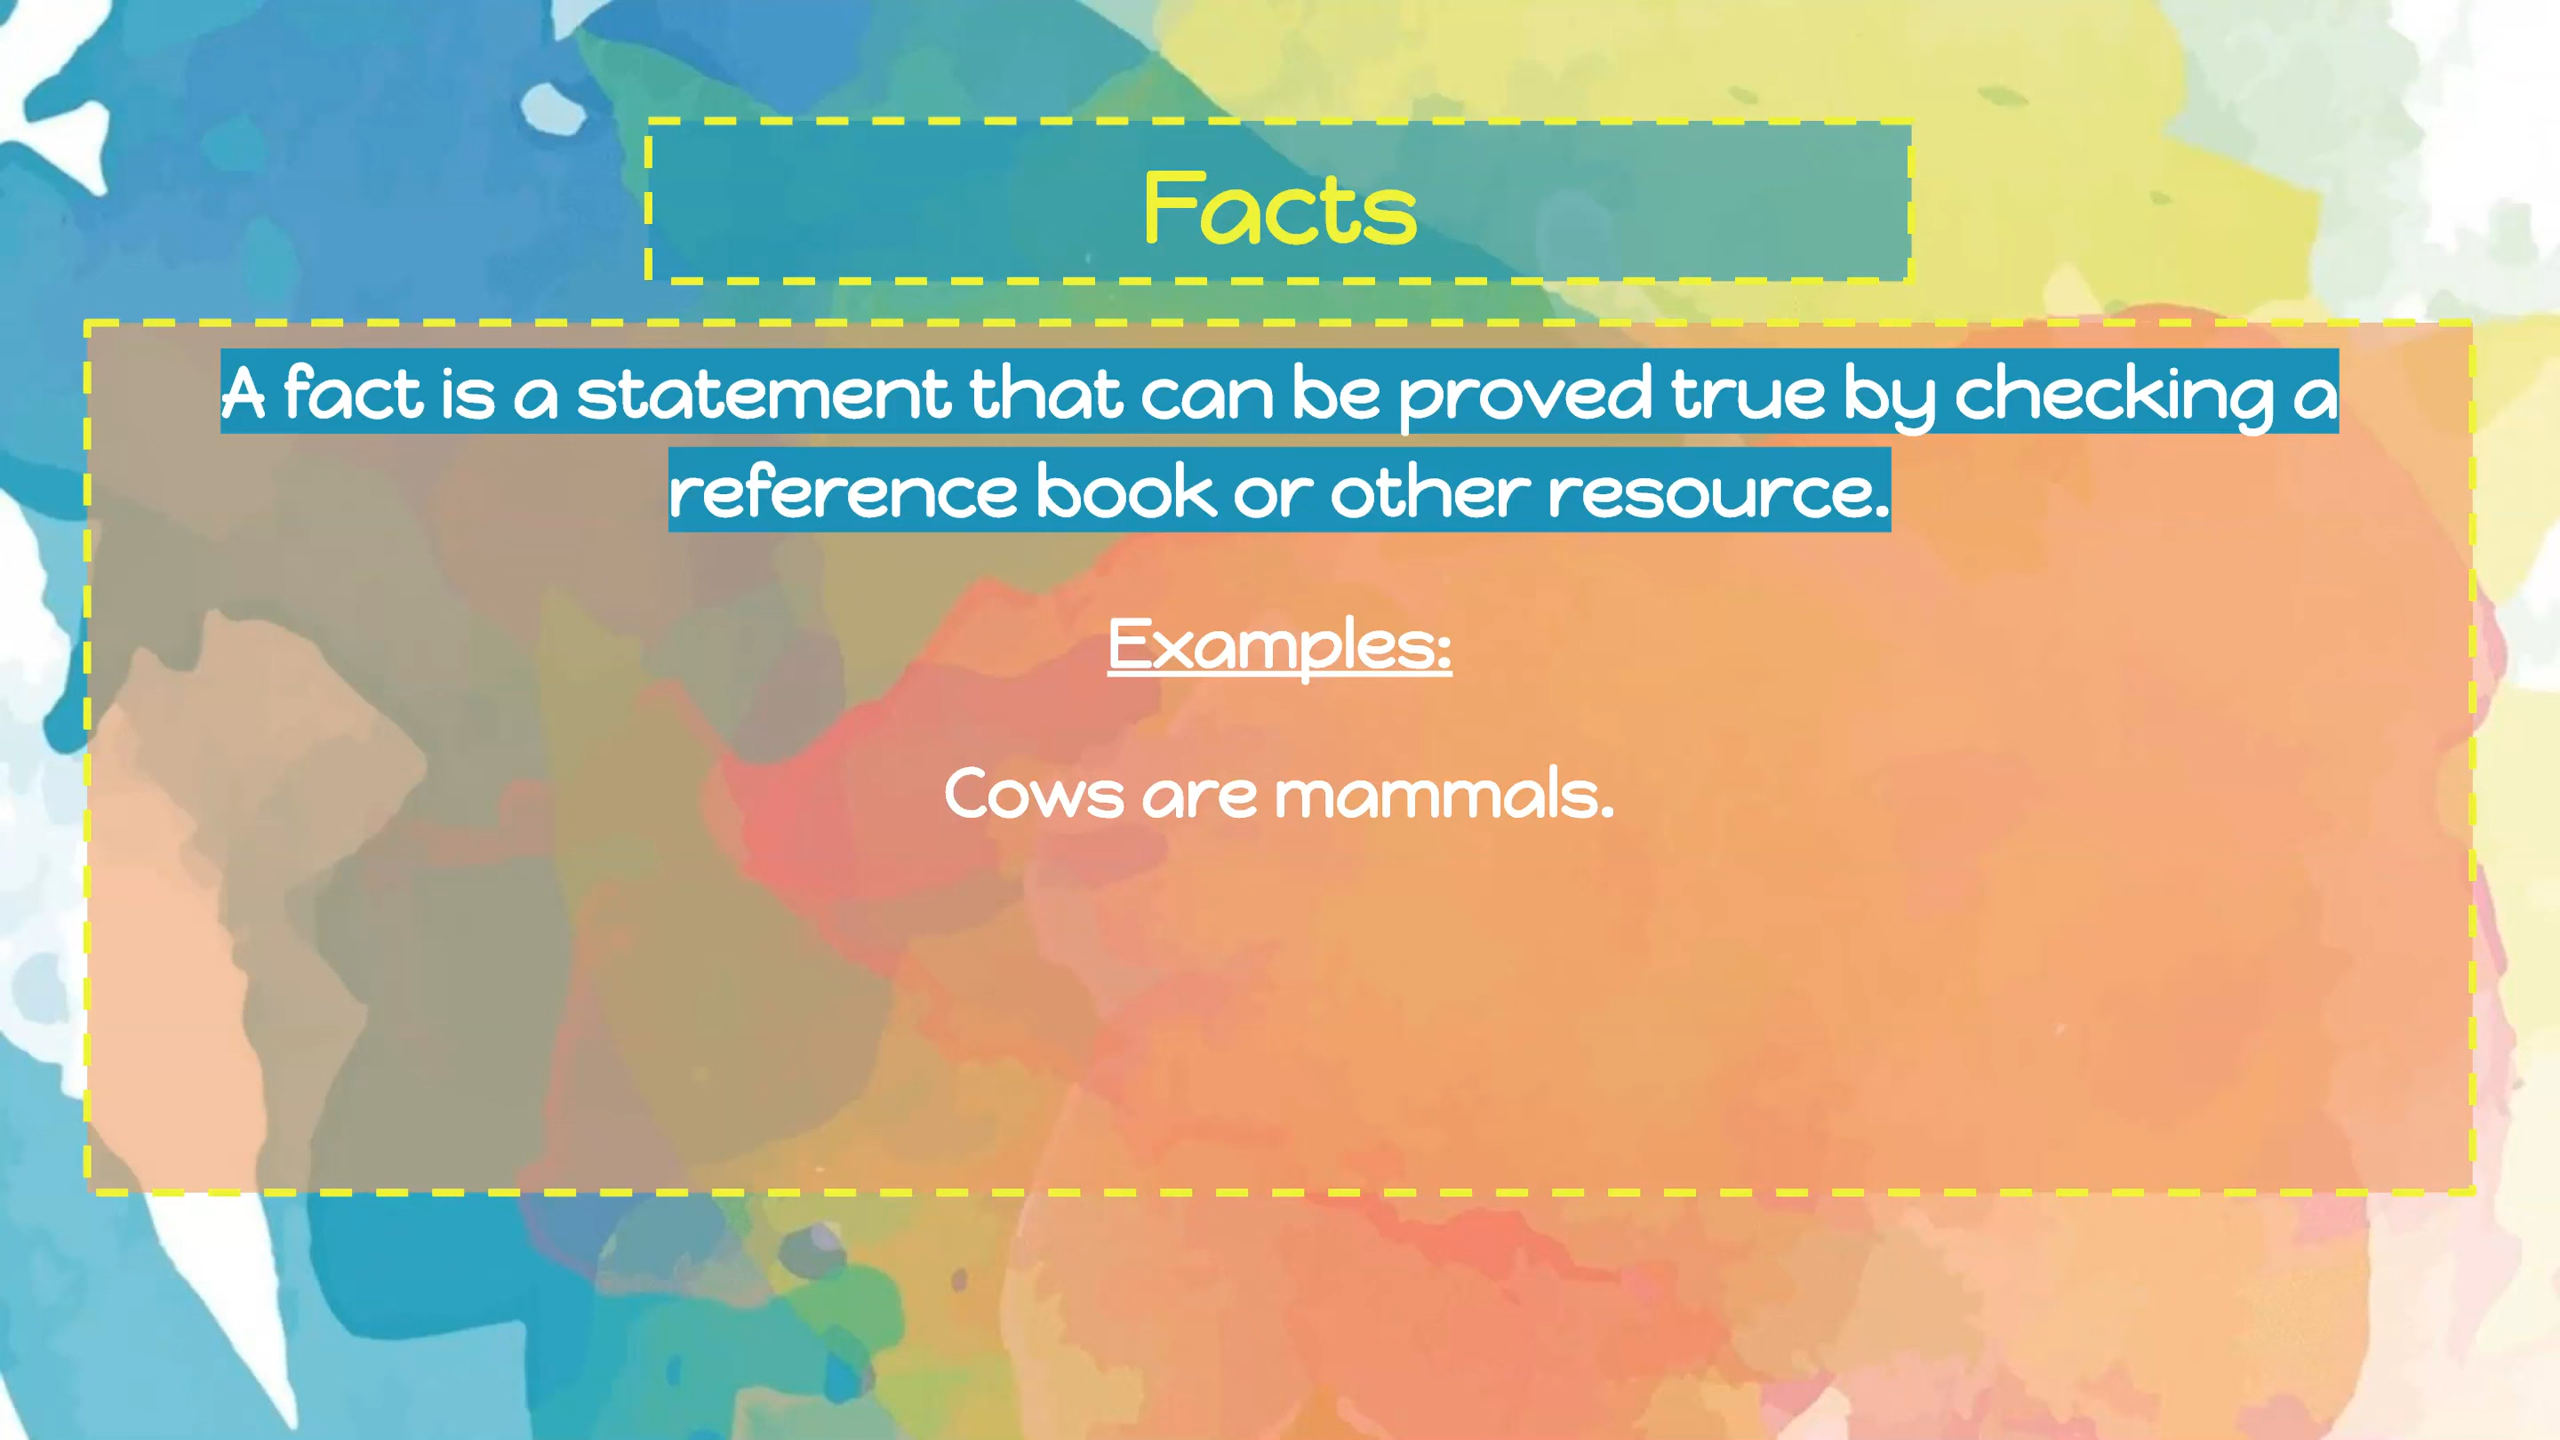 Facts
A fact is a statement that can be proved true by checking a
reference book or other resource.
Examples:
Cows are mammals.